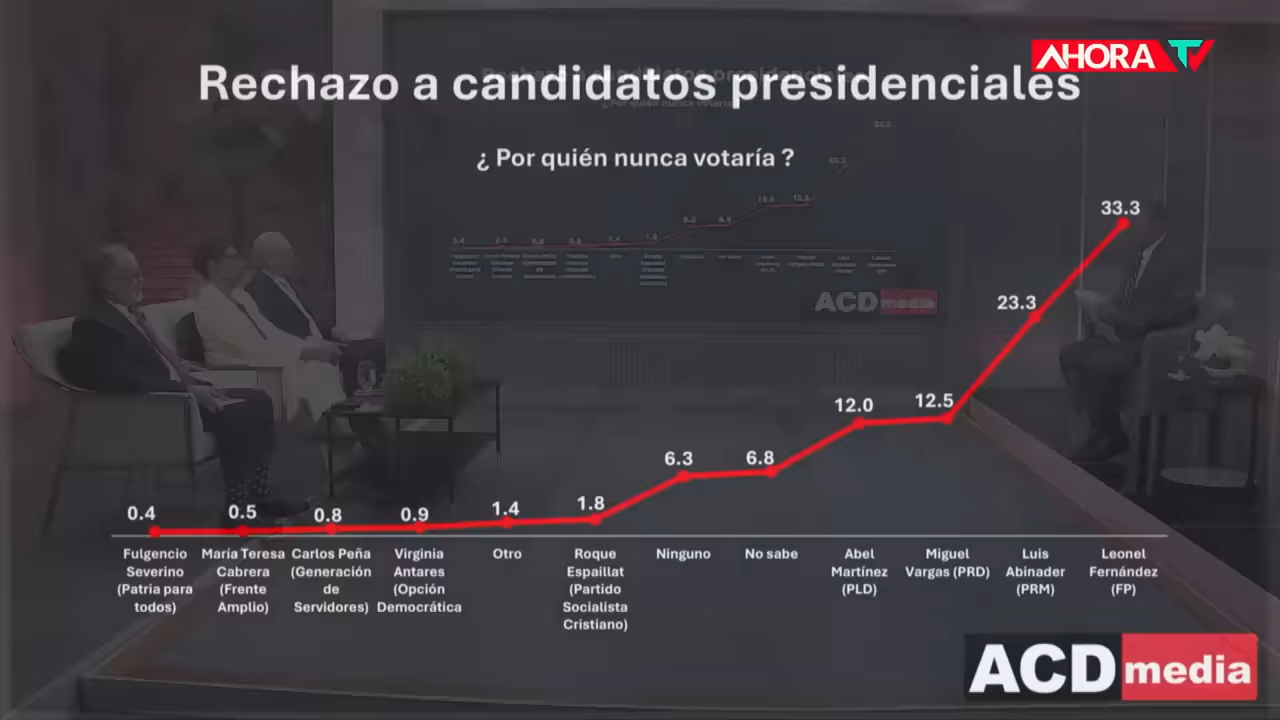 AHORA TV
Rechazo a candidatos presidenciales
¿ Por quién nunca votaría ?
33.3
23.3
12.5
12.0
6.8
6.3
1.8
1.4
0.9
0.8
0.5
0.4
Fulgencio
Severino
(Patria para
todos)
María Teresa
Cabrera
(Frente
Amplio)
Carlos Peña
(Generación
de
Servidores)
Virginia
Antares
(Opción
Democrática
Otro
Roque
Espaillat
(Partido
Socialista
Cristiano)
Ninguno
No sabe
Abel
Martínez
(PLD)
Miguel
Vargas (PRD)
Luis
Abinader
(PRM)
Leonel
Fernández
(FP)
ACD media
ACD media